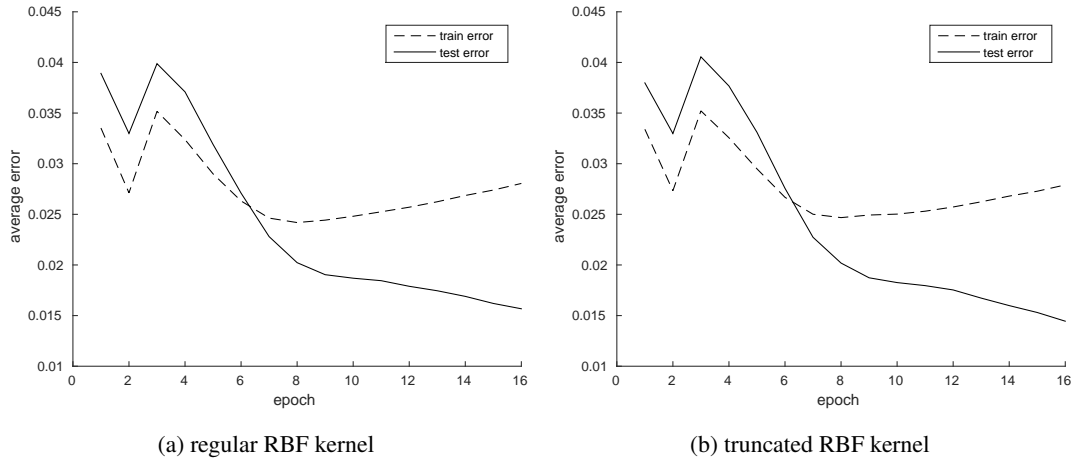 0.045
0.04
0.035
0.03
0.025
0.02
0.015
0.01
average error
0 2 4 6 8 10 12 14 16
epoch
train error
test error
(a) regular RBF kernel
0.045
0.04
0.035
0.03
0.025
0.02
0.015
0.01
average error
0 2 4 6 8 10 12 14 16
epoch
train error
test error
(b) truncated RBF kernel